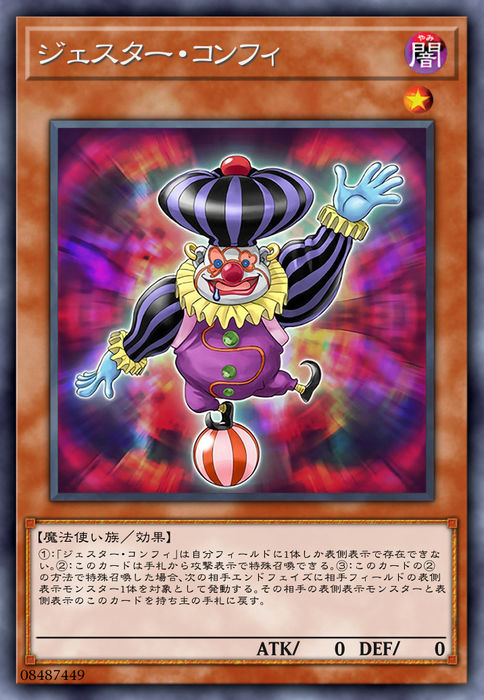 ジェスター・コンフィ
やみ
闇
【魔法使い族／効果】
①：「ジェスター・コンフィ」は自分フィールドに1体しか表側表示で存在できな
い。②：このカードは手札から攻撃表示で特殊召喚できる。③：このカードの②
の方法で特殊召喚した場合、次の相手エンドフェイズに相手フィールドの表側
表示モンスター1体を対象として発動する。その相手の表側表示モンスターと表
側表示のこのカードを持ち主の手札に戻す。
ATK/ 0 DEF/ 0
08487449